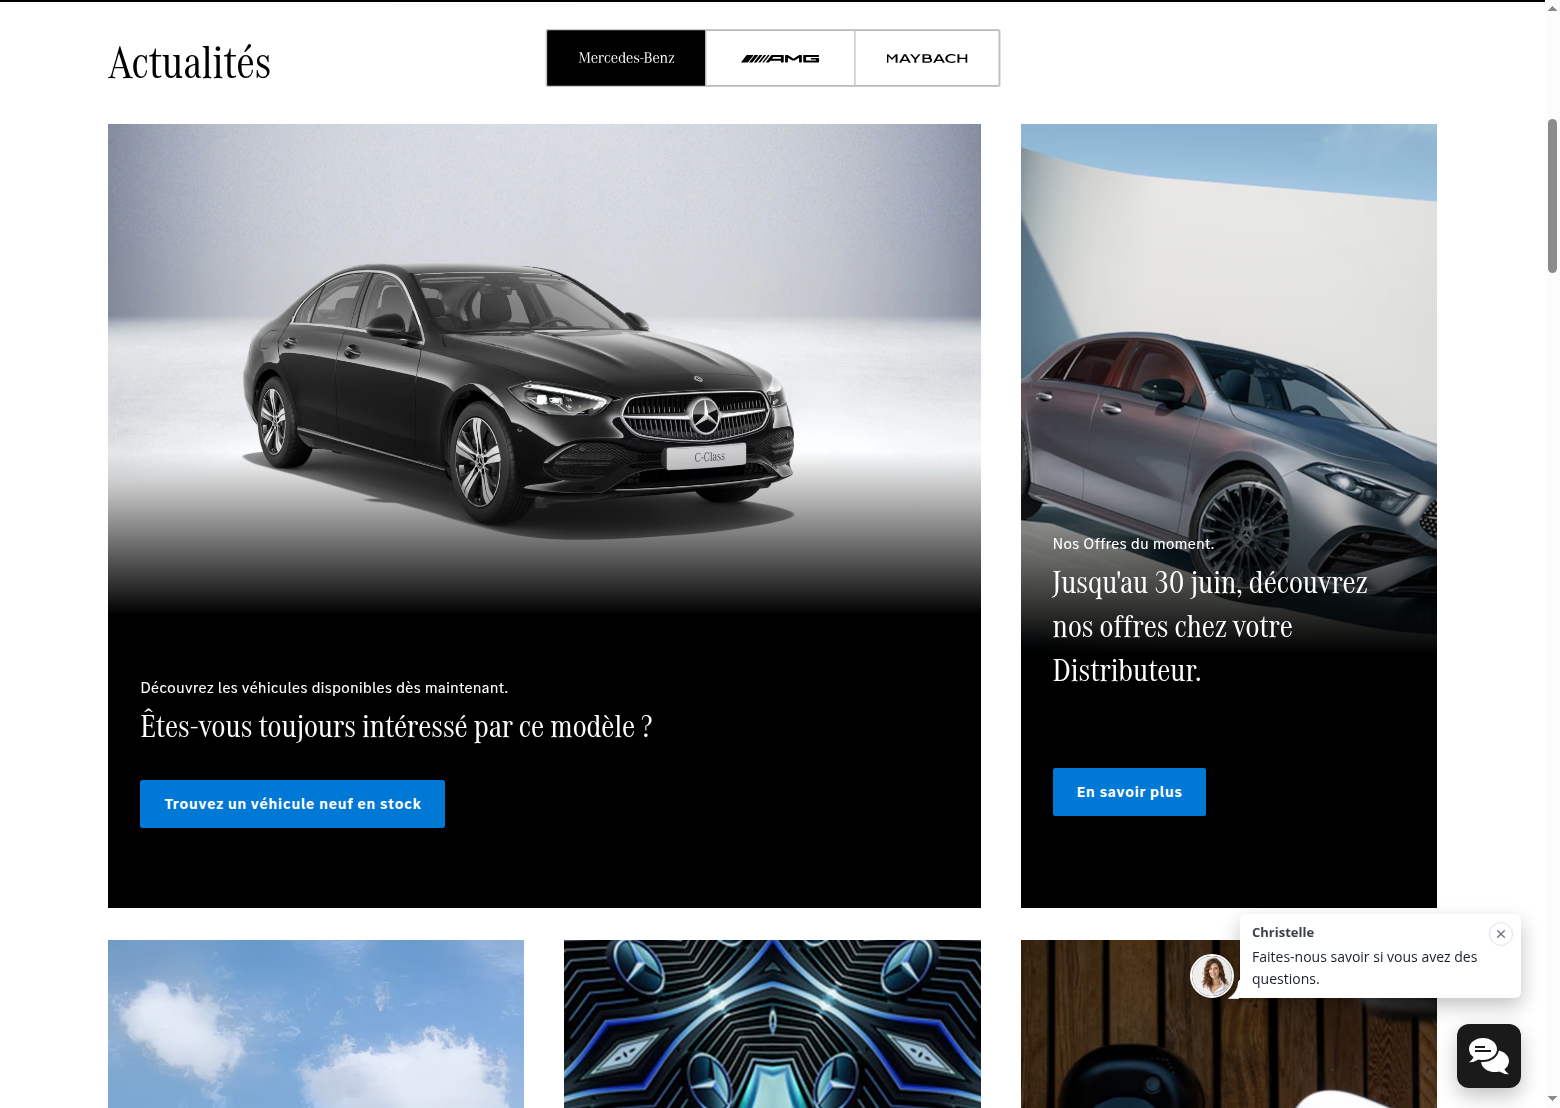 Actualités
Mercedes-Benz
AMG
MAYBACH
C-Class
Découvrez les véhicules disponibles dès maintenant.
Êtes-vous toujours intéressé par ce modèle ?
Trouvez un véhicule neuf en stock
Nos Offres du moment.
Jusqu'au 30 juin, découvrez
nos offres chez votre
Distributeur.
En savoir plus
Christelle
Faites-nous savoir si vous avez des
questions.